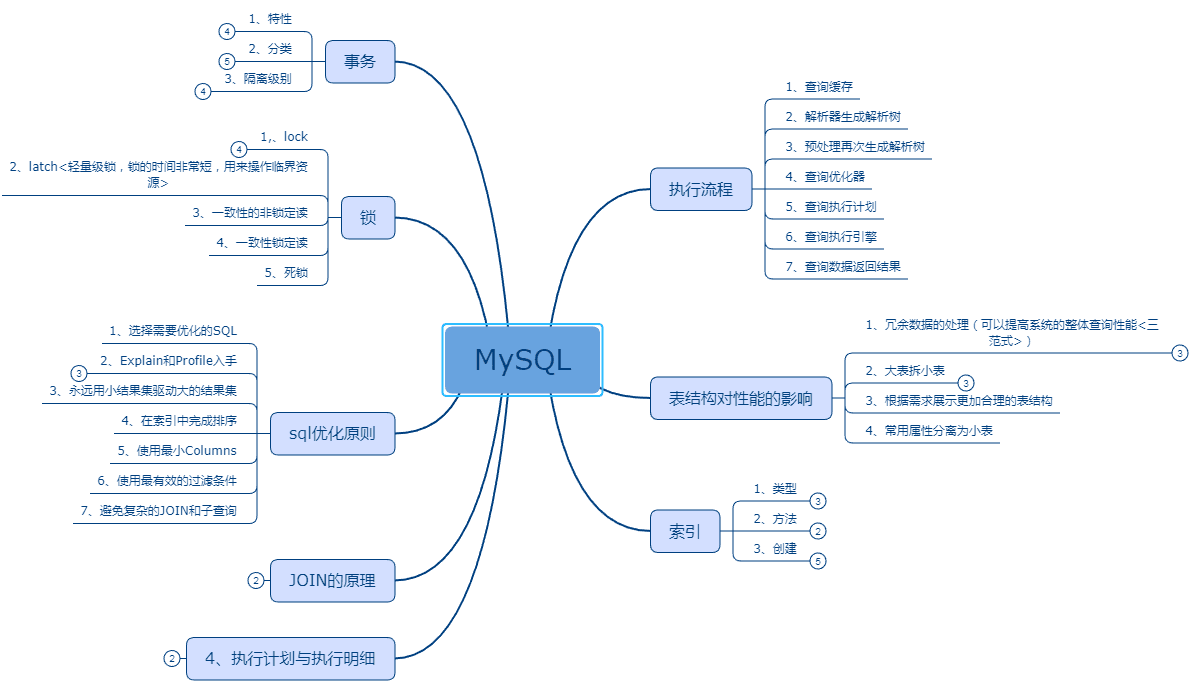 MySQL
执行流程
1、查询缓存
2、解析器生成解析树
3、预处理再次生成解析树
4、查询优化器
5、查询执行计划
6、查询执行引擎
7、查询数据返回结果
表结构对性能的影响
1、冗余数据的处理（可以提高系统的整体查询性能<三
范式>）
3
2、大表拆小表
3
3、根据需求展示更加合理的表结构
4、常用属性分离为小表
索引
1、类型
3
2、方法
2
3、创建
5
事务
1、特性
4
2、分类
5
3、隔离级别
4
锁
1,、lock
4
2、latch<轻量级锁，锁的时间非常短，用来操作临界资
源>
3、一致性的非锁定读
4、一致性锁定读
5、死锁
sql优化原则
1、选择需要优化的SQL
2、Explain和Profile入手
3
3、永远用小结果集驱动大的结果集
4、在索引中完成排序
5、使用最小Columns
6、使用最有效的过滤条件
7、避免复杂的JOIN和子查询
JOIN的原理
2
4、执行计划与执行明细
2